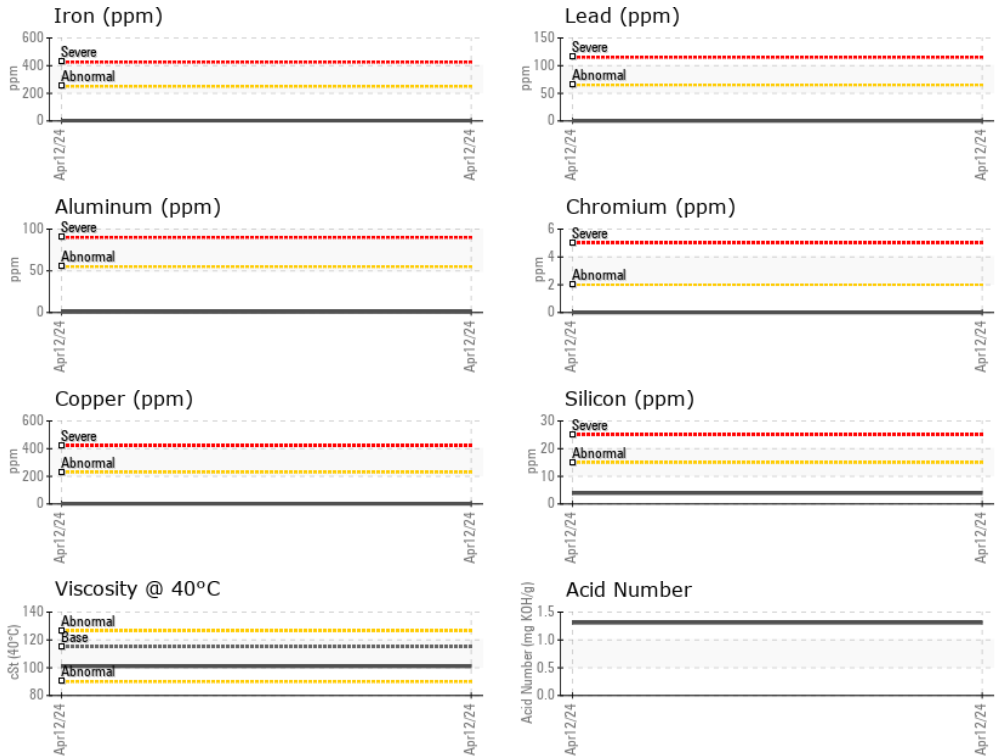 Iron (ppm)
600
400
200
0
ppm
Severe
Abnormal
Apr12/24
Apr12/24
Lead (ppm)
150
100
50
0
ppm
Severe
Abnormal
Apr12/24
Apr12/24
Aluminum (ppm)
100
50
0
ppm
Severe
Abnormal
Apr12/24
Apr12/24
Chromium (ppm)
6
4
2
0
ppm
Severe
Abnormal
Apr12/24
Apr12/24
Copper (ppm)
600
400
200
0
ppm
Severe
Abnormal
Apr12/24
Apr12/24
Silicon (ppm)
30
20
10
0
ppm
Severe
Abnormal
Apr12/24
Apr12/24
Viscosity @ 40°C
140
120
100
80
cSt (40°C)
Abnormal
Base
Abnormal
Apr12/24
Apr12/24
Acid Number
1.5
1.0
0.5
0.0
Acid Number (mg KOH/g)
Apr12/24
Apr12/24